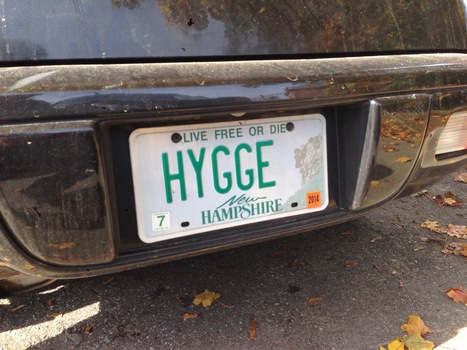 LIVE FREE OR DIE
HYGGE
New
7 HAMPSHIRE 2014